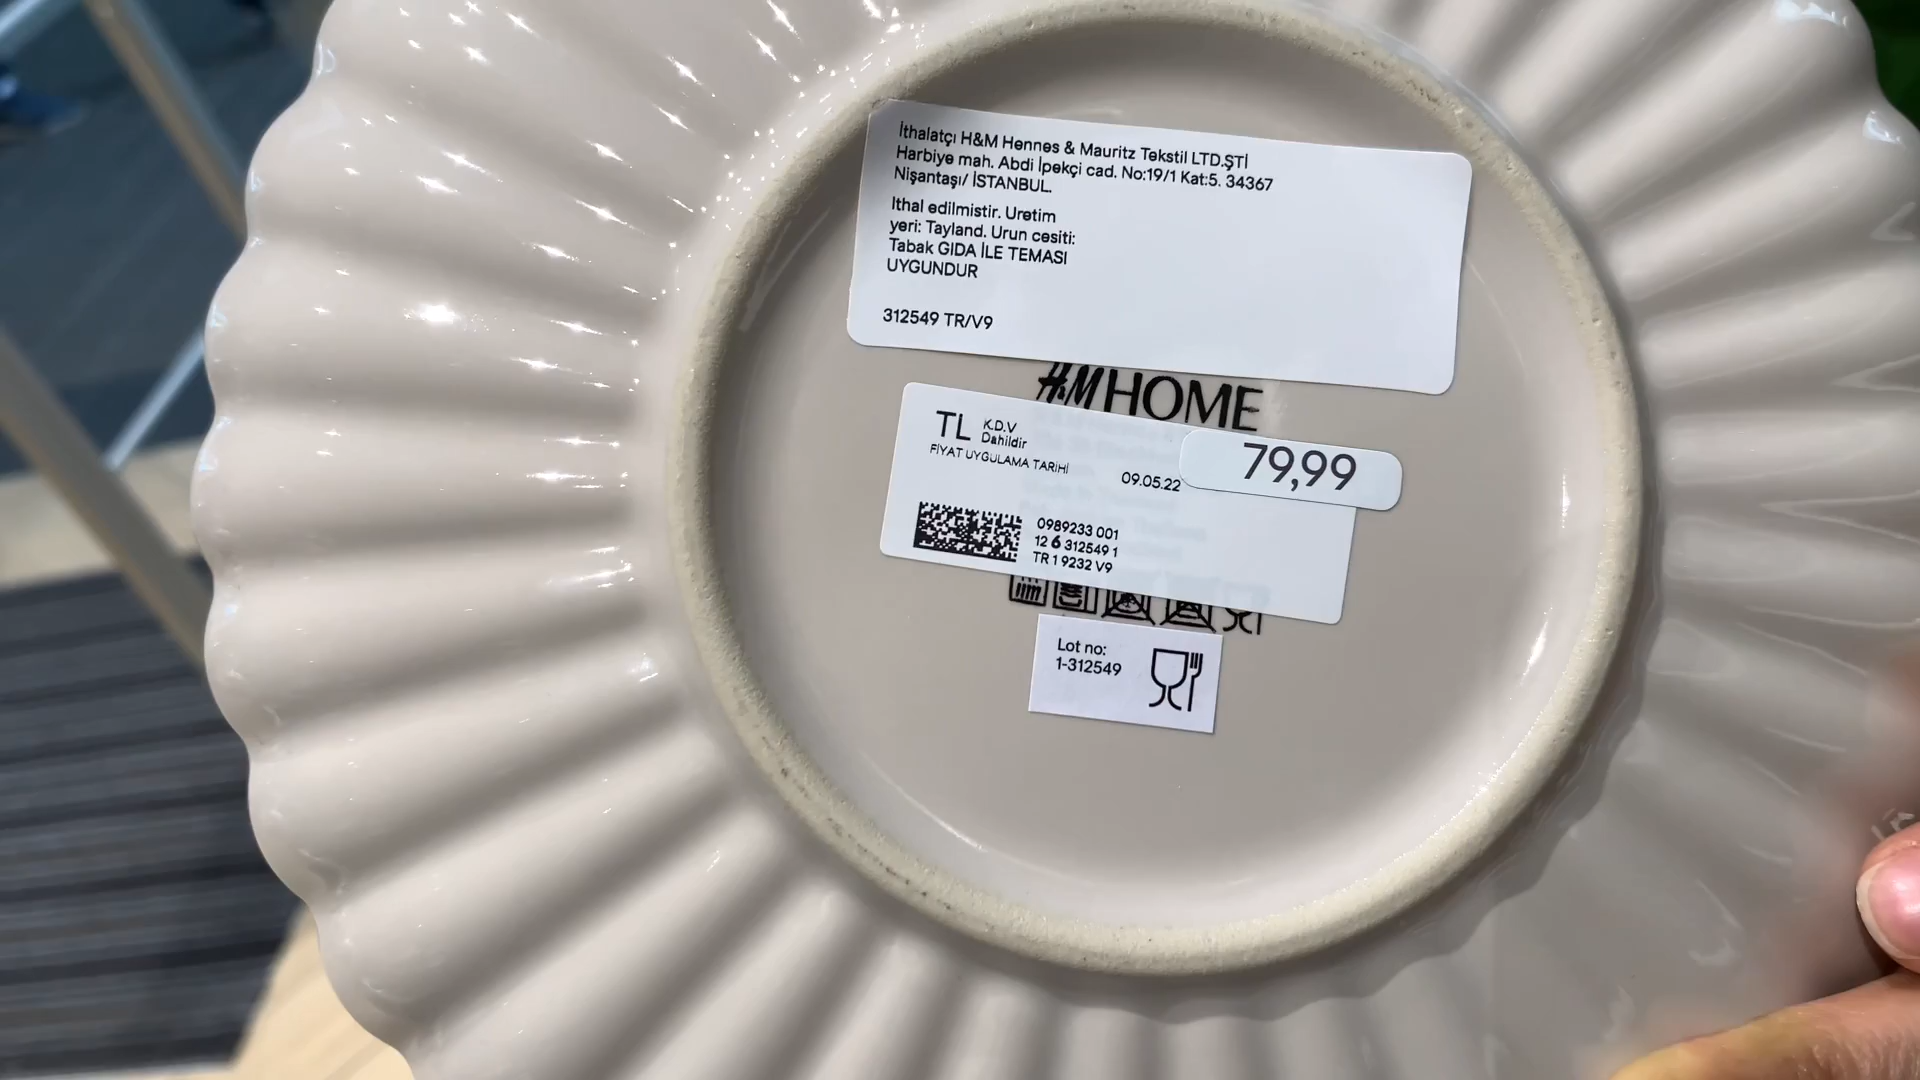 İthalatçı H&M Hennes & Mauritz Tekstil LTD.ŞTİ
Harbiye mah. Abdi İpekçi cad. No:19/1 Kat:5. 34367
Nişantaşı/ İSTANBUL.
Ithal edilmistir. Uretim
yeri: Tayland. Urun cesiti:
Tabak GIDA İLE TEMASI
UYGUNDUR
312549 TR/V9
H&M HOME
TL K.D.V
Dahildir
79,99
FİYAT UYGULAMA TARİHİ 09.05.22
0989233 001
12 6 312549 1
TR 1 9232 V9
Lot no:
1-312549